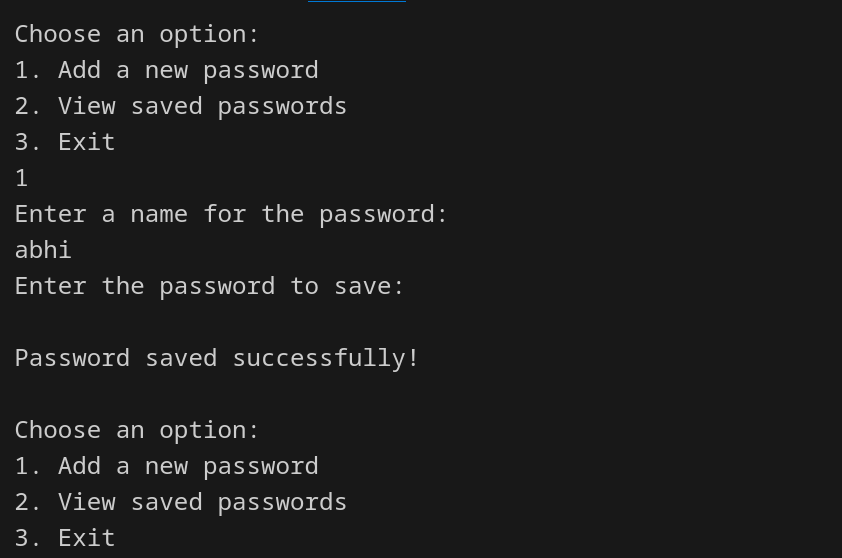 Choose an option:
1. Add a new password
2. View saved passwords
3. Exit
1
Enter a name for the password:
abhi
Enter the password to save:
Password saved successfully!
Choose an option:
1. Add a new password
2. View saved passwords
3. Exit